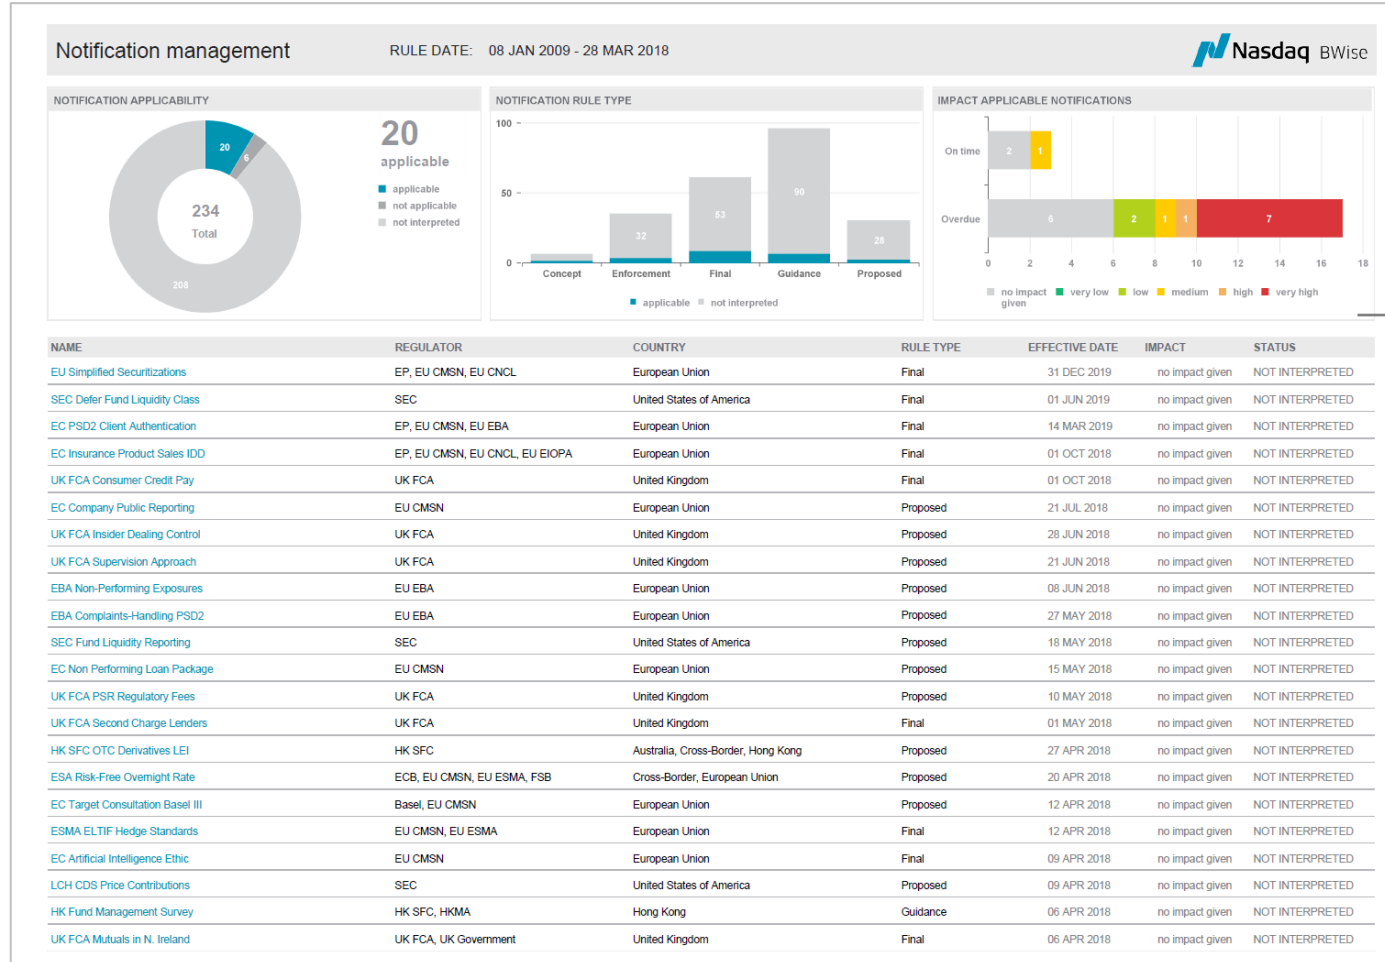 Notification management RULE DATE: 08 JAN 2009 - 28 MAR 2018 Nasdaq BWise
NOTIFICATION APPLICABILITY
20
6
234
Total
208
20
applicable
applicable
not applicable
not interpreted
NOTIFICATION RULE TYPE
100
50
0
32
53
90
28
Concept Enforcement Final Guidance Proposed
applicable not interpreted
IMPACT APPLICABLE NOTIFICATIONS
On time 2 1
Overdue 6 2 1 1 7
0 2 4 6 8 10 12 14 16 18
no impact given very low low medium high very high
NAME REGULATOR COUNTRY RULE TYPE EFFECTIVE DATE IMPACT STATUS
EU Simplified Securitizations EP, EU CMSN, EU CNCL European Union Final 31 DEC 2019 no impact given NOT INTERPRETED
SEC Defer Fund Liquidity Class SEC United States of America Final 01 JUN 2019 no impact given NOT INTERPRETED
EC PSD2 Client Authentication EP, EU CMSN, EU EBA European Union Final 14 MAR 2019 no impact given NOT INTERPRETED
EC Insurance Product Sales IDD EP, EU CMSN, EU CNCL, EU EIOPA European Union Final 01 OCT 2018 no impact given NOT INTERPRETED
UK FCA Consumer Credit Pay UK FCA United Kingdom Final 01 OCT 2018 no impact given NOT INTERPRETED
EC Company Public Reporting EU CMSN European Union Proposed 21 JUL 2018 no impact given NOT INTERPRETED
UK FCA Insider Dealing Control UK FCA United Kingdom Proposed 28 JUN 2018 no impact given NOT INTERPRETED
UK FCA Supervision Approach UK FCA United Kingdom Proposed 21 JUN 2018 no impact given NOT INTERPRETED
EBA Non-Performing Exposures EU EBA European Union Proposed 08 JUN 2018 no impact given NOT INTERPRETED
EBA Complaints-Handling PSD2 EU EBA European Union Proposed 27 MAY 2018 no impact given NOT INTERPRETED
SEC Fund Liquidity Reporting SEC United States of America Proposed 18 MAY 2018 no impact given NOT INTERPRETED
EC Non Performing Loan Package EU CMSN European Union Proposed 15 MAY 2018 no impact given NOT INTERPRETED
UK FCA PSR Regulatory Fees UK FCA United Kingdom Proposed 10 MAY 2018 no impact given NOT INTERPRETED
UK FCA Second Charge Lenders UK FCA United Kingdom Final 01 MAY 2018 no impact given NOT INTERPRETED
HK SFC OTC Derivatives LEI HK SFC Australia, Cross-Border, Hong Kong Proposed 27 APR 2018 no impact given NOT INTERPRETED
ESA Risk-Free Overnight Rate ECB, EU CMSN, EU ESMA, FSB Cross-Border, European Union Proposed 20 APR 2018 no impact given NOT INTERPRETED
EC Target Consultation Basel III Basel, EU CMSN European Union Proposed 12 APR 2018 no impact given NOT INTERPRETED
ESMA ELTIF Hedge Standards EU CMSN, EU ESMA European Union Final 12 APR 2018 no impact given NOT INTERPRETED
EC Artificial Intelligence Ethic EU CMSN European Union Final 09 APR 2018 no impact given NOT INTERPRETED
LCH CDS Price Contributions SEC United States of America Proposed 09 APR 2018 no impact given NOT INTERPRETED
HK Fund Management Survey HK SFC, HKMA Hong Kong Guidance 06 APR 2018 no impact given NOT INTERPRETED
UK FCA Mutuals in N. Ireland UK FCA, UK Government United Kingdom Final 06 APR 2018 no impact given NOT INTERPRETED